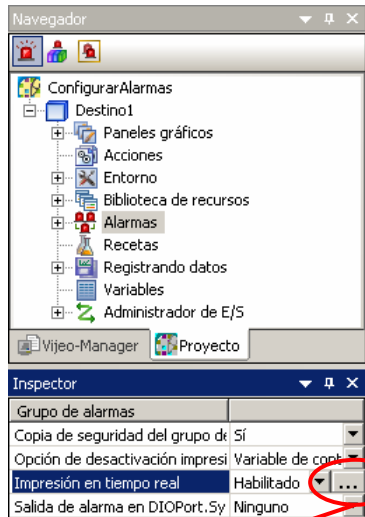 Navegador
ConfigurarAlarmas
Destino1
Paneles gráficos
Acciones
Entorno
Biblioteca de recursos
Alarmas
Recetas
Registrando datos
Variables
Administrador de E/S
Vijeo-Manager Proyecto
Inspector
Grupo de alarmas
Copia de seguridad del grupo de Sí
Opción de desactivación impresi Variable de cont
Impresión en tiempo real Habilitado ...
Salida de alarma en DIOPort.Sy Ninguno